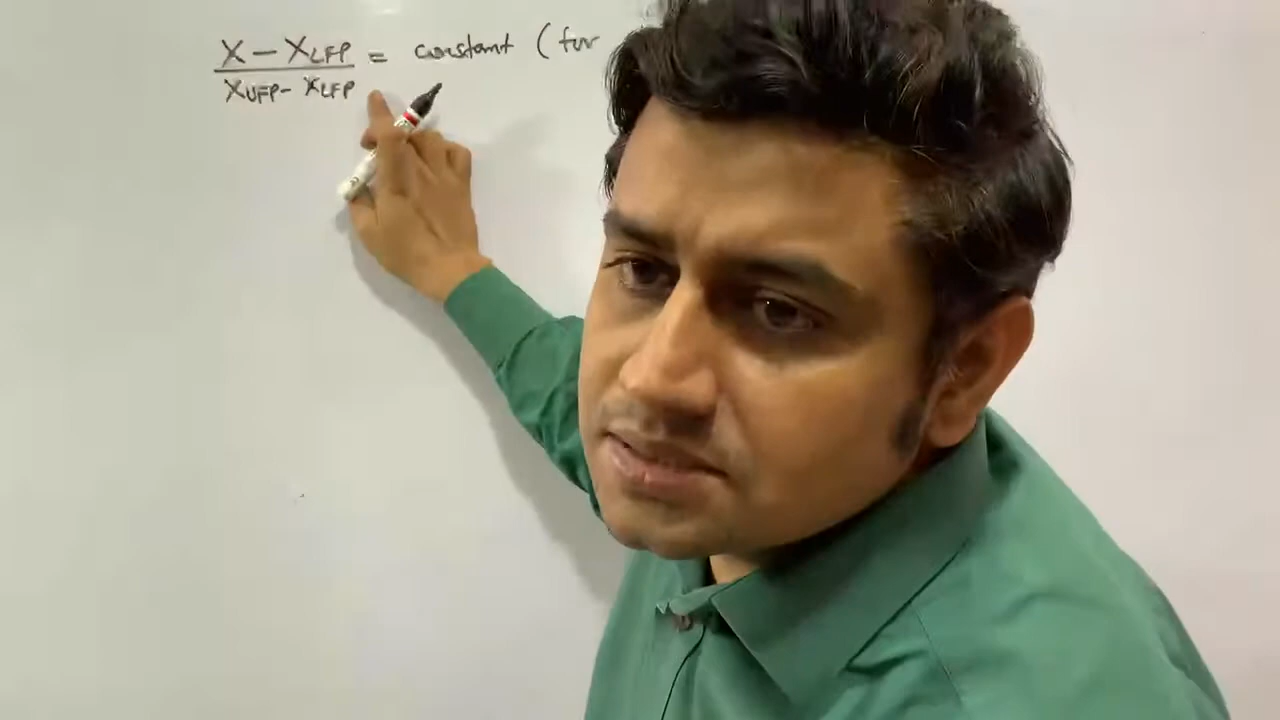 X - XLFP = constant (for
XUFP - XLFP